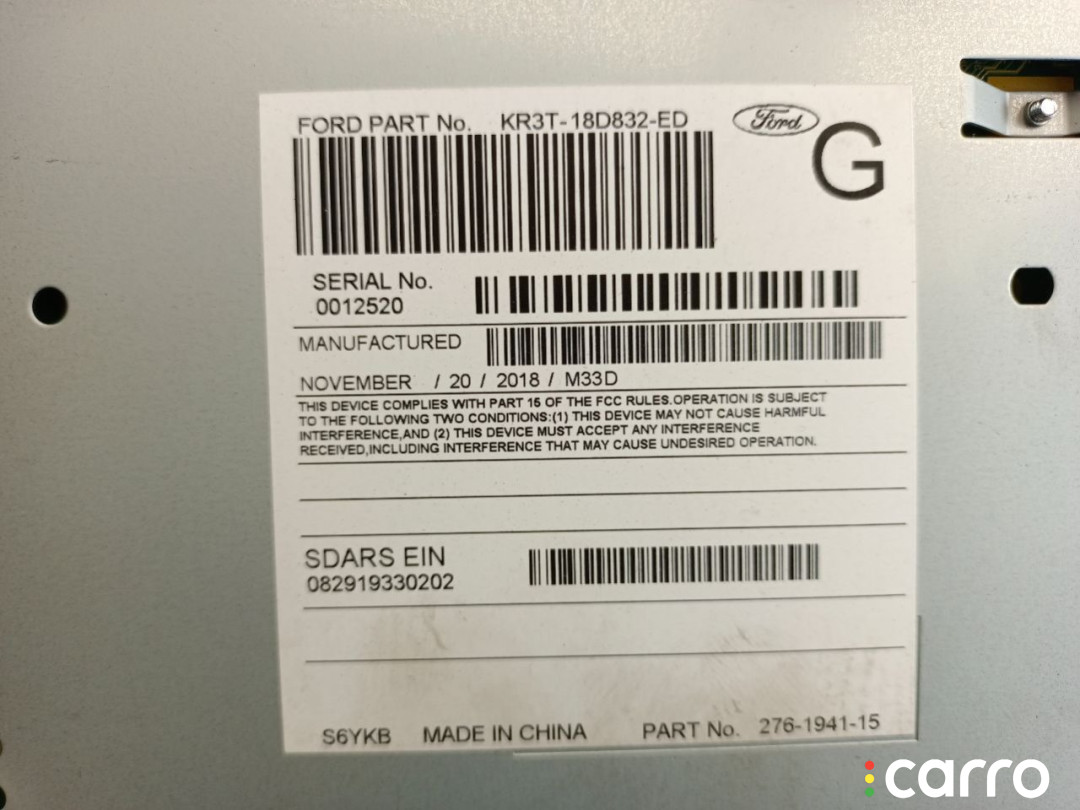 FORD PART No. KR3T-18D832-ED Ford
G
SERIAL No.
0012520
MANUFACTURED
NOVEMBER / 20 / 2018 / M33D
THIS DEVICE COMPLIES WITH PART 15 OF THE FCC RULES.OPERATION IS SUBJECT
TO THE FOLLOWING TWO CONDITIONS:(1) THIS DEVICE MAY NOT CAUSE HARMFUL
INTERFERENCE,AND (2) THIS DEVICE MUST ACCEPT ANY INTERFERENCE
RECEIVED,INCLUDING INTERFERENCE THAT MAY CAUSE UNDESIRED OPERATION.
SDARS EIN
082919330202
S6YKB MADE IN CHINA PART No. 276-1941-15
carro